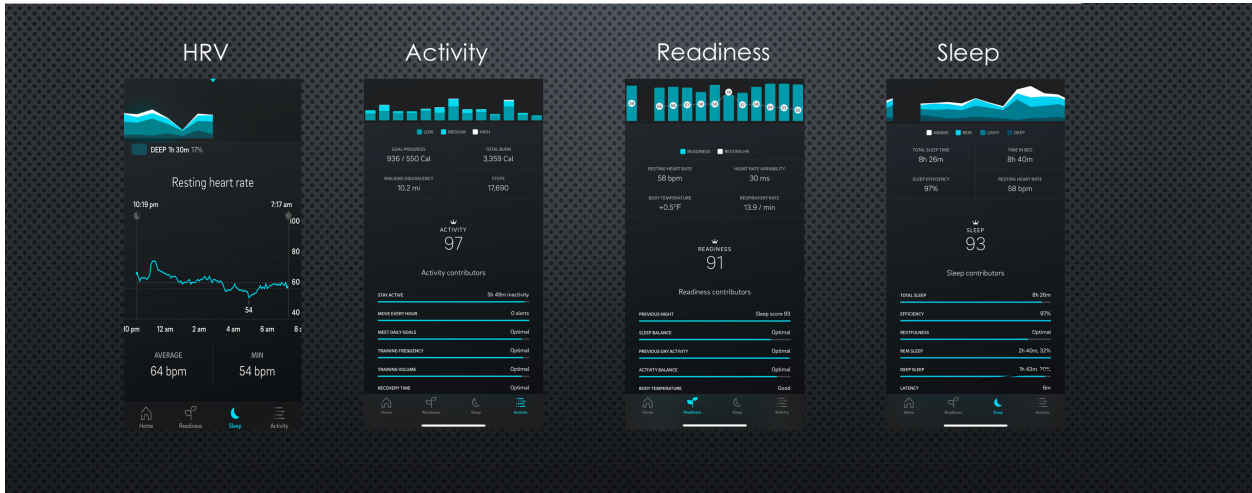 HRV
Activity
Readiness
Sleep
DEEP 1h 30m 17%
Resting heart rate
10:19 pm 7:17 am
100
80
60
54
40
10 pm 12 am 2 am 4 am 6 am
AVERAGE MIN
64 bpm 54 bpm
Home Readiness Sleep Activity
LOW MEDIUM HIGH
GOAL PROGRESS TOTAL BURN
936 / 550 Cal 3,359 Cal
WALKING EQUIVALENCY STEPS
10.2 mi 17,690
ACTIVITY
97
Activity contributors
STAY ACTIVE 5h 49m inactivity
MOVE EVERY HOUR 0 alerts
MEET DAILY GOALS Optimal
TRAINING FREQUENCY Optimal
TRAINING VOLUME Optimal
RECOVERY TIME Optimal
Home Readiness Sleep Activity
READINESS RESTING HR
RESTING HEART RATE HEART RATE VARIABILITY
58 bpm 30 ms
BODY TEMPERATURE RESPIRATORY RATE
+0.5°F 13.9 / min
READINESS
91
Readiness contributors
PREVIOUS NIGHT Sleep score 93
SLEEP BALANCE Optimal
PREVIOUS DAY ACTIVITY Optimal
ACTIVITY BALANCE Optimal
BODY TEMPERATURE Good
Home Readiness Sleep Activity
AWAKE REM LIGHT DEEP
TOTAL SLEEP TIME TIME IN BED
8h 26m 8h 40m
SLEEP EFFICIENCY RESTING HEART RATE
97% 58 bpm
SLEEP
93
Sleep contributors
TOTAL SLEEP 8h 26m
EFFICIENCY 97%
RESTFULNESS Optimal
REM SLEEP 2h 40m, 32%
DEEP SLEEP 1h 43m,
LATENCY 6m
Home Readiness Sleep Activity